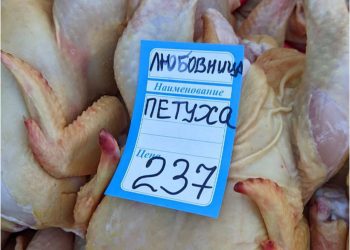 ЛЮБОВНИЦА
Наименование
ПЕТУХА
Цена
237